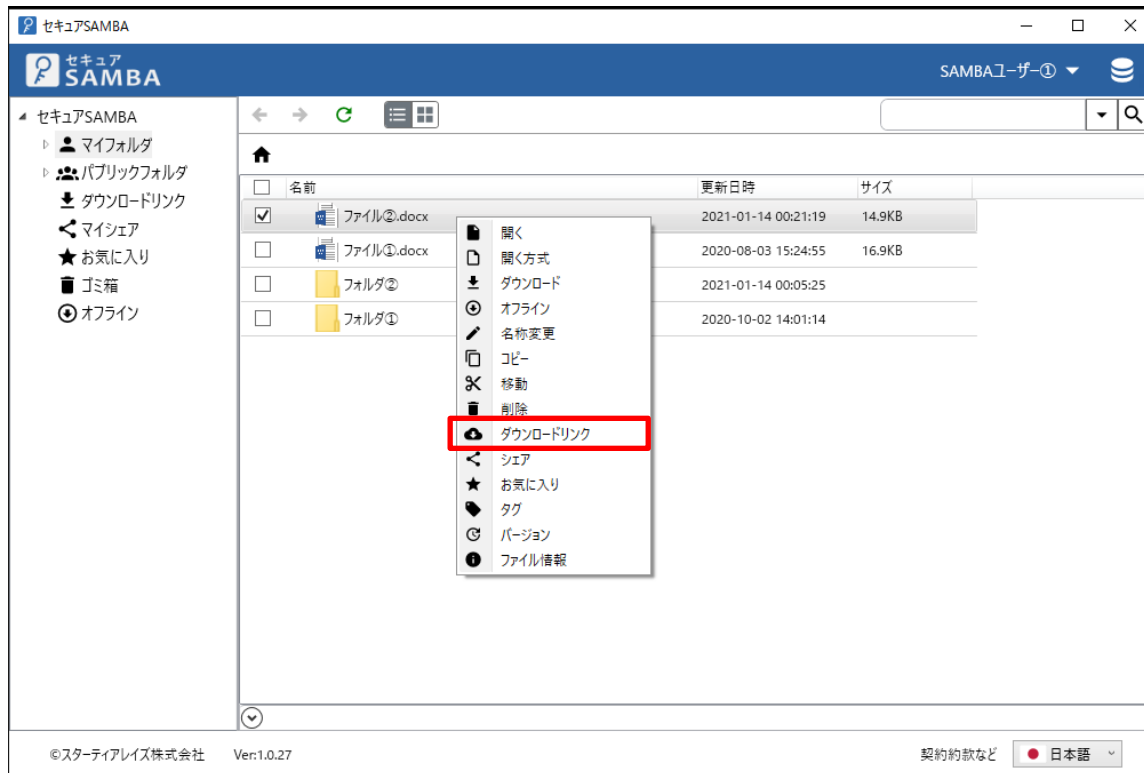 セキュアSAMBA
セキュア
SAMBA
SAMBAユーザー①
セキュアSAMBA
マイフォルダ
パブリックフォルダ
ダウンロードリンク
マイシェア
お気に入り
ゴミ箱
オフライン
名前 更新日時 サイズ
ファイル②.docx 2021-01-14 00:21:19 14.9KB
ファイル①.docx 2020-08-03 15:24:55 16.9KB
フォルダ② 2021-01-14 00:05:25
フォルダ① 2020-10-02 14:01:14
開く
開く方式
ダウンロード
オフライン
名称変更
コピー
移動
削除
ダウンロードリンク
シェア
お気に入り
タグ
バージョン
ファイル情報
©スターティアレイズ株式会社 Ver:1.0.27 契約約款など 日本語